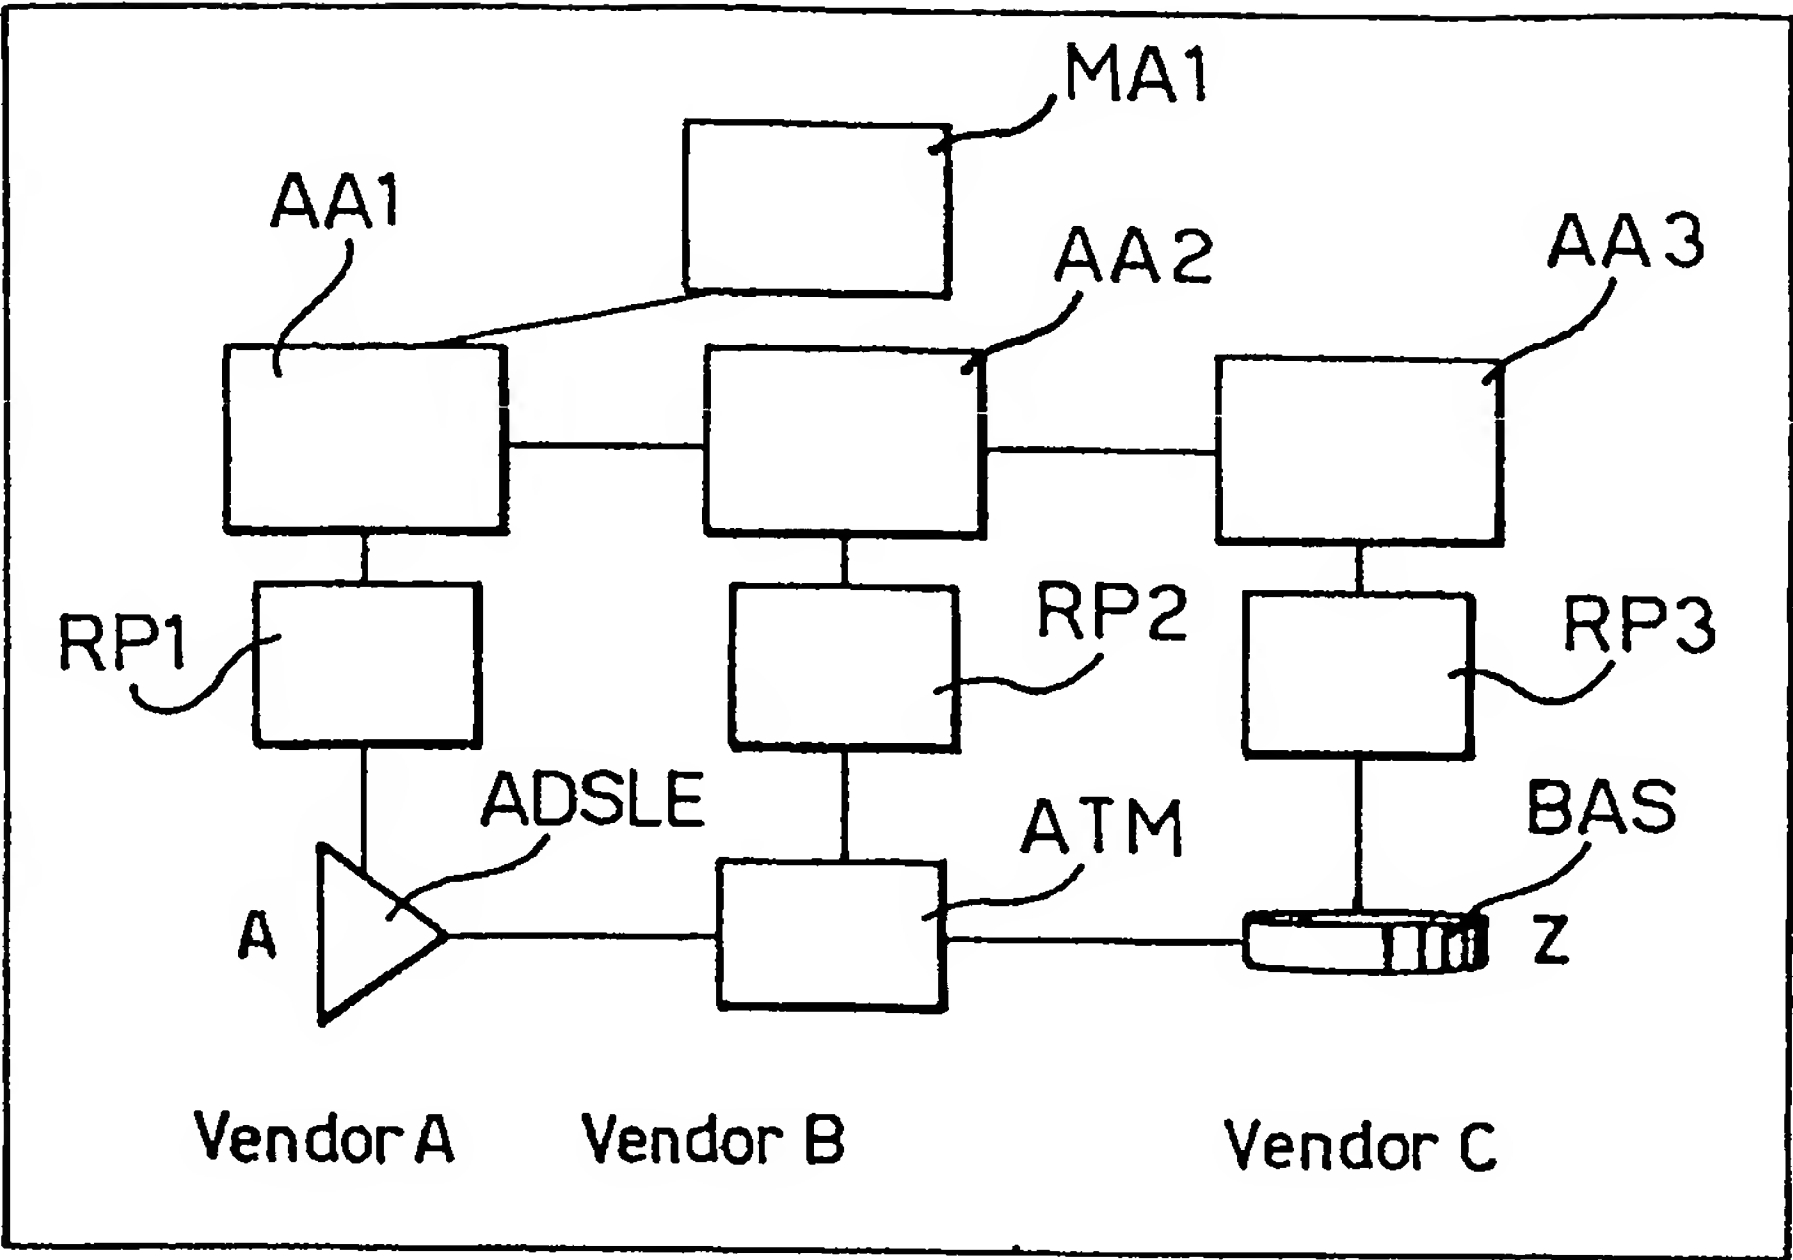 MA1
AA1
AA2
AA3
RP1
RP2
RP3
ADSLE
ATM
BAS
A
Z
Vendor A
Vendor B
Vendor C